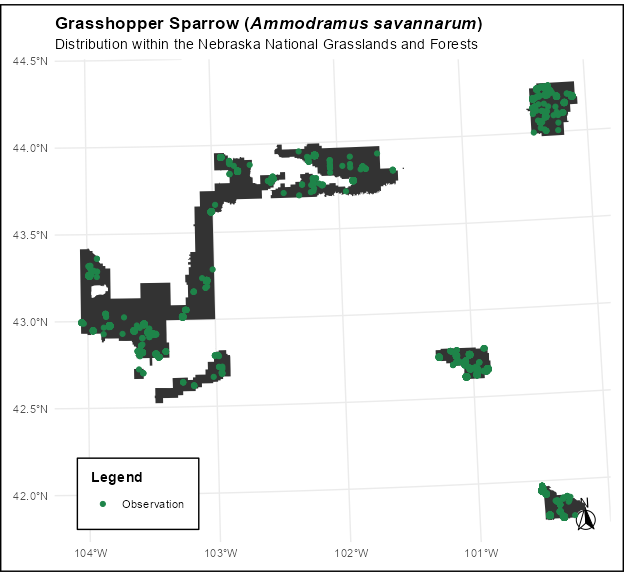 Grasshopper Sparrow (Ammodramus savannarum)
Distribution within the Nebraska National Grasslands and Forests
44.5°N
44.0°N
43.5°N
43.0°N
42.5°N
42.0°N
Legend
Observation
N
104°W 103°W 102°W 101°W